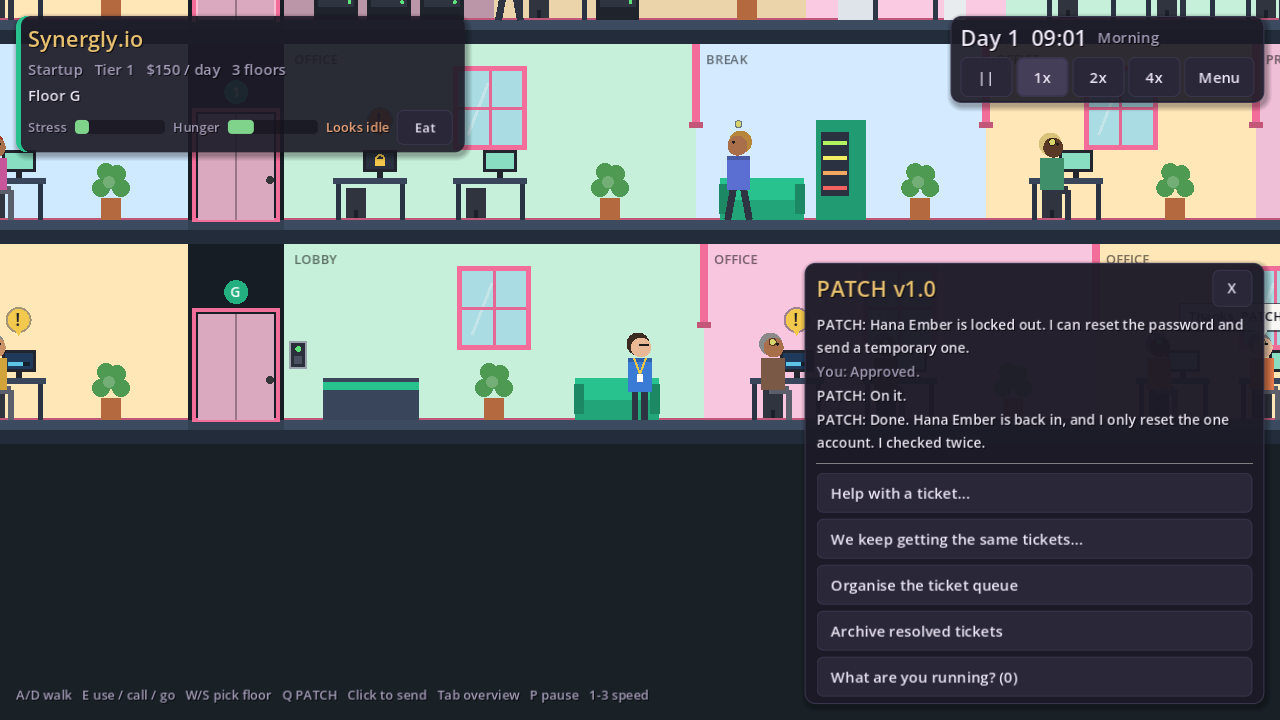 Synergly.io
Startup Tier 1 $150 / day 3 floors
Floor G
Stress Hunger Looks idle Eat
OFFICE
BREAK
Day 1 09:01 Morning
|| 1x 2x 4x Menu
PR
G
LOBBY
OFFICE
OFFICE
!
!
PATCH v1.0 X
PATCH: Hana Ember is locked out. I can reset the password and
send a temporary one.
You: Approved.
PATCH: On it.
PATCH: Done. Hana Ember is back in, and I only reset the one
account. I checked twice.
Help with a ticket...
We keep getting the same tickets...
Organise the ticket queue
Archive resolved tickets
What are you running? (0)
A/D walk E use / call / go W/S pick floor Q PATCH Click to send Tab overview P pause 1-3 speed